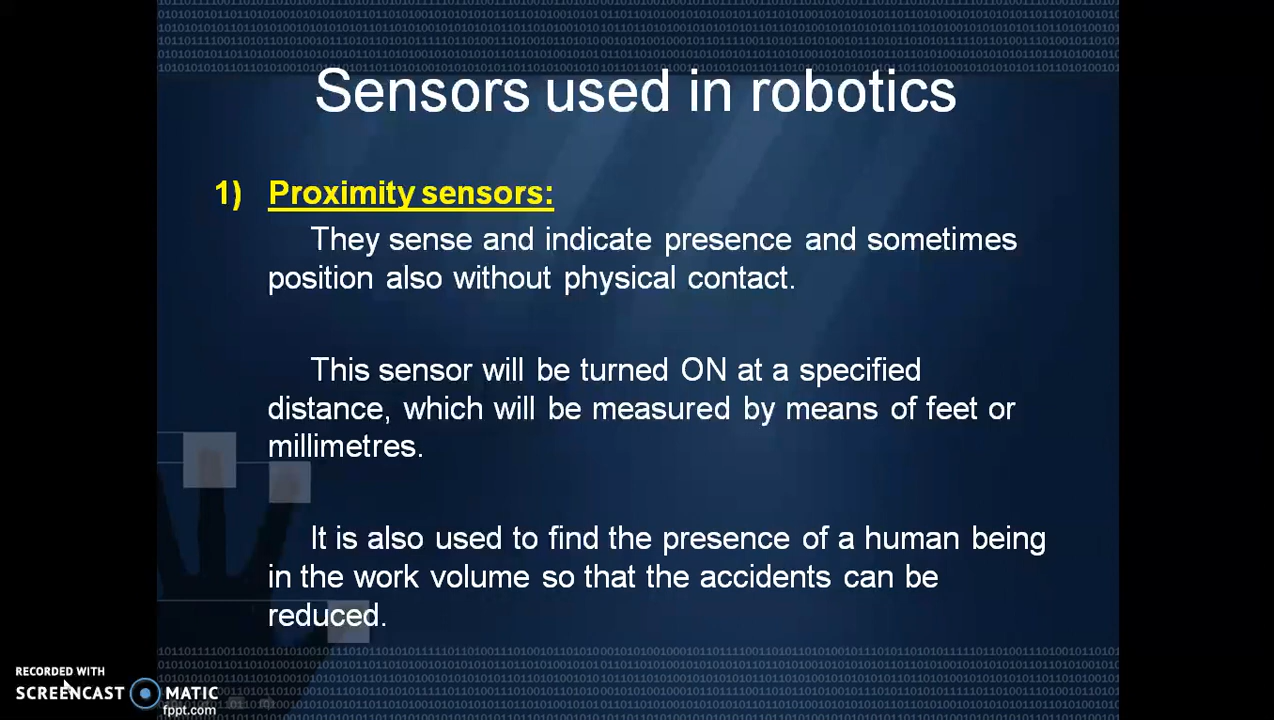 Sensors used in robotics
1) Proximity sensors:
They sense and indicate presence and sometimes
position also without physical contact.
This sensor will be turned ON at a specified
distance, which will be measured by means of feet or
millimetres.
It is also used to find the presence of a human being
in the work volume so that the accidents can be
reduced.
RECORDED WITH
SCREENCAST MATIC
fppt.com